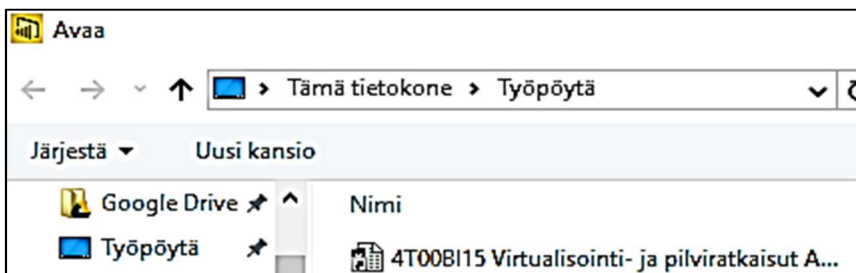 Avaa
Tämä tietokone Työpöytä
Järjestä Uusi kansio
Google Drive Nimi
Työpöytä 4T00BI15 Virtualisointi- ja pilviratkaisut A...